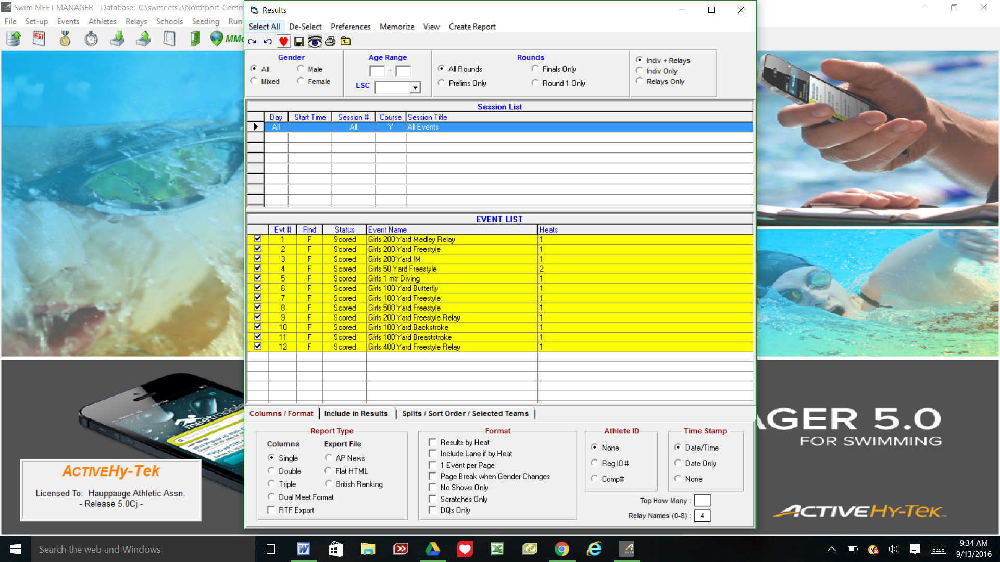 Swim MEET MANAGER - Database: 'C:\swmeets5\Northport-Comm
File Set-up Events Athletes Relays Schools Seeding Run
MM
Results
Select All De-Select Preferences Memorize View Create Report
Gender
All Male
Mixed Female
Age Range
-
LSC
Rounds
All Rounds Finals Only
Prelims Only Round 1 Only
Indiv + Relays
Indiv Only
Relays Only
Session List
Day Start Time Session # Course Session Title
All All Y All Events
EVENT LIST
Evt # Rnd Status Event Name Heats
1 F Scored Girls 200 Yard Medley Relay 1
2 F Scored Girls 200 Yard Freestyle 1
3 F Scored Girls 200 Yard IM 1
4 F Scored Girls 50 Yard Freestyle 2
5 F Scored Girls 1 mtr Diving 1
6 F Scored Girls 100 Yard Butterfly 1
7 F Scored Girls 100 Yard Freestyle 1
8 F Scored Girls 500 Yard Freestyle 1
9 F Scored Girls 200 Yard Freestyle Relay 1
10 F Scored Girls 100 Yard Backstroke 1
11 F Scored Girls 100 Yard Breaststroke 1
12 F Scored Girls 400 Yard Freestyle Relay 1
Columns / Format Include in Results Splits / Sort Order / Selected Teams
Report Type
Columns Export File
Single AP News
Double Flat HTML
Triple British Ranking
Dual Meet Format
RTF Export
Format
Results by Heat
Include Lane if by Heat
1 Event per Page
Page Break when Gender Changes
No Shows Only
Scratches Only
DQs Only
Athlete ID
None
Reg ID#
Comp#
Time Stamp
Date/Time
Date Only
None
Top How Many :
Relay Names (0-8) : 4
meetmobile
ACTIVEHy-Tek
Licensed To: Hauppauge Athletic Assn.
- Release 5.0Cj -
AGER 5.0
FOR SWIMMING
ACTIVEHY-TEK
Search the web and Windows
9:34 AM
9/13/2016